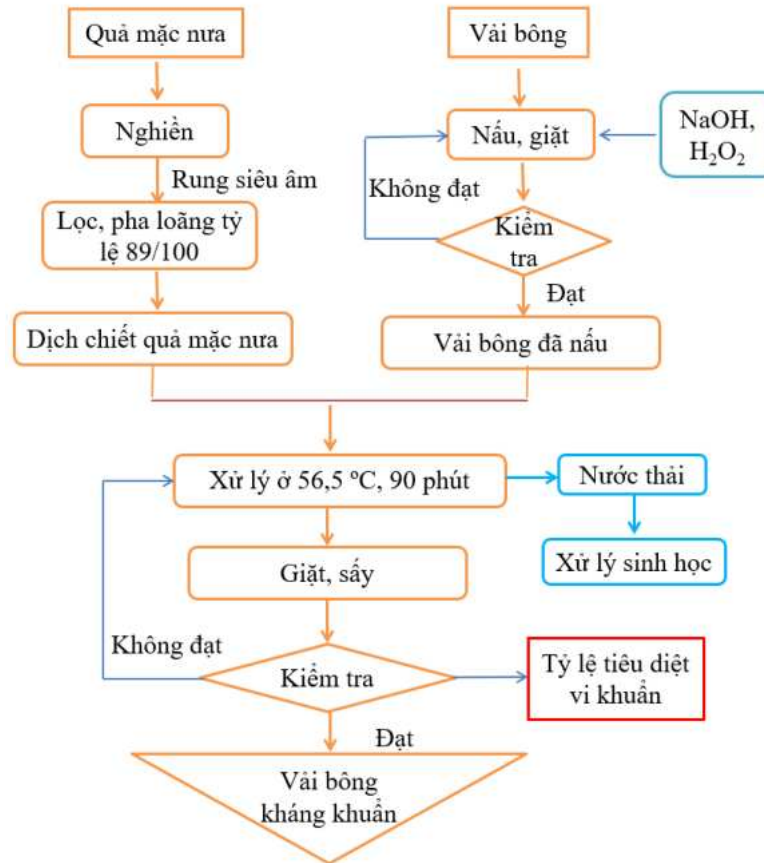 Quả mặc nưa
Vải bông
Nghiền
Nấu, giặt
NaOH,
H₂O₂
Rung siêu âm
Không đạt
Lọc, pha loãng tỷ
lệ 89/100
Kiểm
tra
Đạt
Dịch chiết quả mặc nưa
Vải bông đã nấu
Xử lý ở 56,5 ºC, 90 phút
Nước thải
Giặt, sấy
Xử lý sinh học
Không đạt
Kiểm tra
Tỷ lệ tiêu diệt
vi khuẩn
Đạt
Vải bông
kháng khuẩn